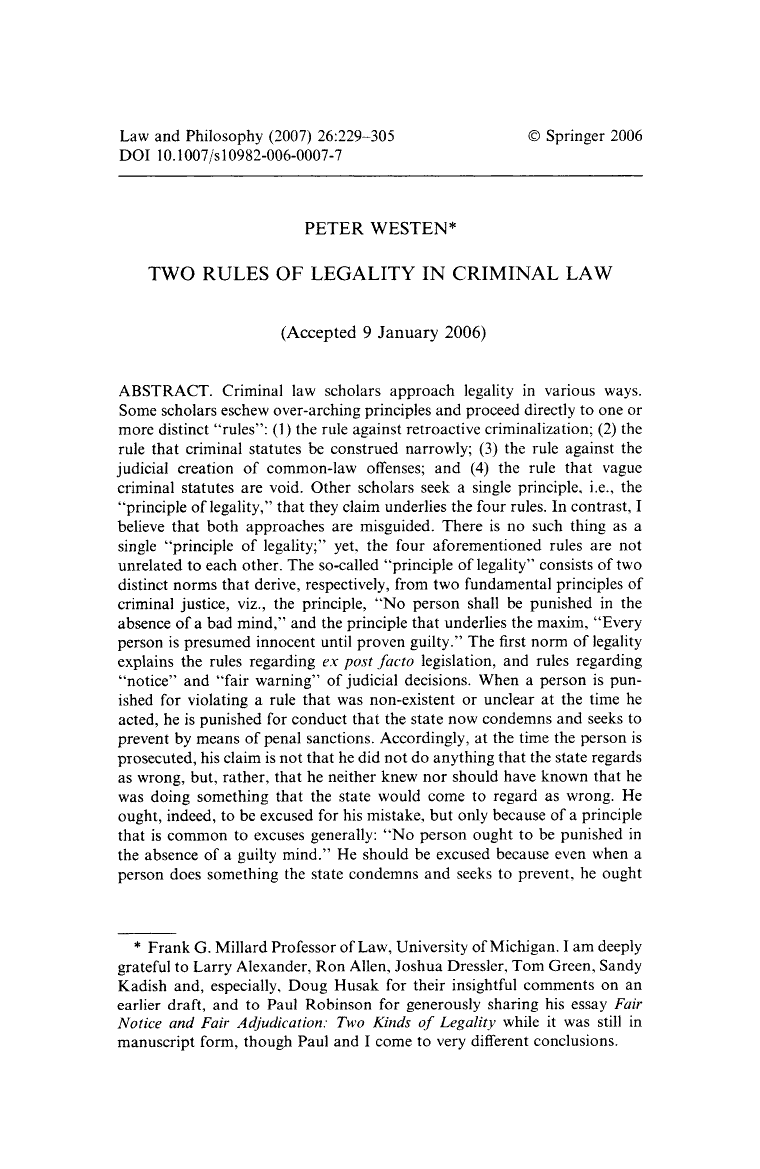 Law and Philosophy (2007) 26:229–305 © Springer 2006
DOI 10.1007/s10982-006-0007-7
PETER WESTEN*
TWO RULES OF LEGALITY IN CRIMINAL LAW
(Accepted 9 January 2006)
ABSTRACT. Criminal law scholars approach legality in various ways.
Some scholars eschew over-arching principles and proceed directly to one or
more distinct “rules”: (1) the rule against retroactive criminalization; (2) the
rule that criminal statutes be construed narrowly; (3) the rule against the
judicial creation of common-law offenses; and (4) the rule that vague
criminal statutes are void. Other scholars seek a single principle, i.e., the
“principle of legality,” that they claim underlies the four rules. In contrast, I
believe that both approaches are misguided. There is no such thing as a
single “principle of legality;” yet, the four aforementioned rules are not
unrelated to each other. The so-called “principle of legality” consists of two
distinct norms that derive, respectively, from two fundamental principles of
criminal justice, viz., the principle, “No person shall be punished in the
absence of a bad mind,” and the principle that underlies the maxim, “Every
person is presumed innocent until proven guilty.” The first norm of legality
explains the rules regarding ex post facto legislation, and rules regarding
“notice” and “fair warning” of judicial decisions. When a person is pun-
ished for violating a rule that was non-existent or unclear at the time he
acted, he is punished for conduct that the state now condemns and seeks to
prevent by means of penal sanctions. Accordingly, at the time the person is
prosecuted, his claim is not that he did not do anything that the state regards
as wrong, but, rather, that he neither knew nor should have known that he
was doing something that the state would come to regard as wrong. He
ought, indeed, to be excused for his mistake, but only because of a principle
that is common to excuses generally: “No person ought to be punished in
the absence of a guilty mind.” He should be excused because even when a
person does something the state condemns and seeks to prevent, he ought
* Frank G. Millard Professor of Law, University of Michigan. I am deeply
grateful to Larry Alexander, Ron Allen, Joshua Dressler, Tom Green, Sandy
Kadish and, especially, Doug Husak for their insightful comments on an
earlier draft, and to Paul Robinson for generously sharing his essay Fair
Notice and Fair Adjudication: Two Kinds of Legality while it was still in
manuscript form, though Paul and I come to very different conclusions.